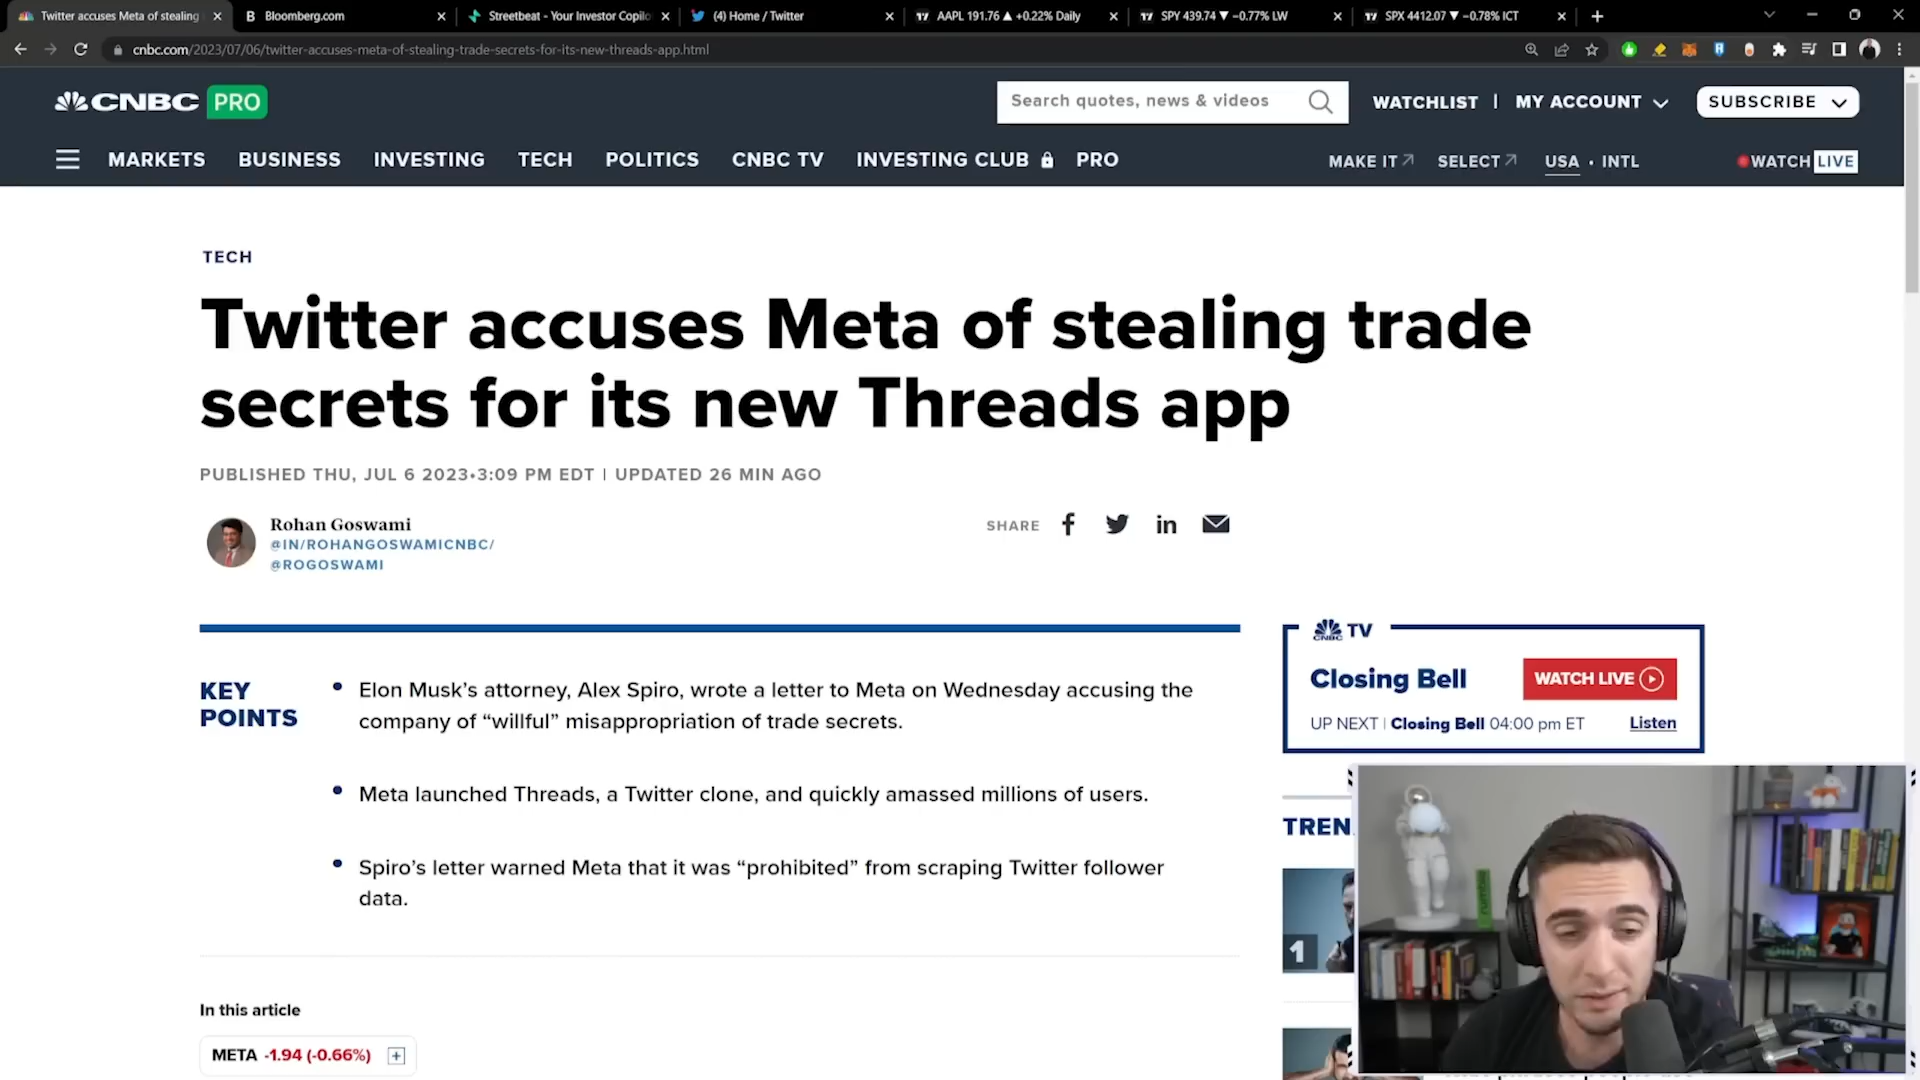 Twitter accuses Meta of stealing
Bloomberg.com
Streetbeat - Your Investor Copilo
(4) Home / Twitter
AAPL 191.76 ▲ +0.22% Daily
SPY 439.74 ▼ −0.77% LW
SPX 4412.07 ▼ −0.78% ICT
cnbc.com/2023/07/06/twitter-accuses-meta-of-stealing-trade-secrets-for-its-new-threads-app.html
CNBC PRO
Search quotes, news & videos
WATCHLIST | MY ACCOUNT
SUBSCRIBE
MARKETS BUSINESS INVESTING TECH POLITICS CNBC TV INVESTING CLUB PRO
MAKE IT SELECT USA • INTL
WATCH LIVE
TECH
Twitter accuses Meta of stealing trade
secrets for its new Threads app
PUBLISHED THU, JUL 6 2023•3:09 PM EDT | UPDATED 26 MIN AGO
Rohan Goswami
@IN/ROHANGOSWAMICNBC/
@ROGOSWAMI
SHARE
KEY
POINTS
• Elon Musk’s attorney, Alex Spiro, wrote a letter to Meta on Wednesday accusing the
company of “willful” misappropriation of trade secrets.
• Meta launched Threads, a Twitter clone, and quickly amassed millions of users.
• Spiro’s letter warned Meta that it was “prohibited” from scraping Twitter follower
data.
In this article
META -1.94 (-0.66%) +
CNBC TV
Closing Bell
WATCH LIVE
UP NEXT | Closing Bell 04:00 pm ET
Listen
TREN
1